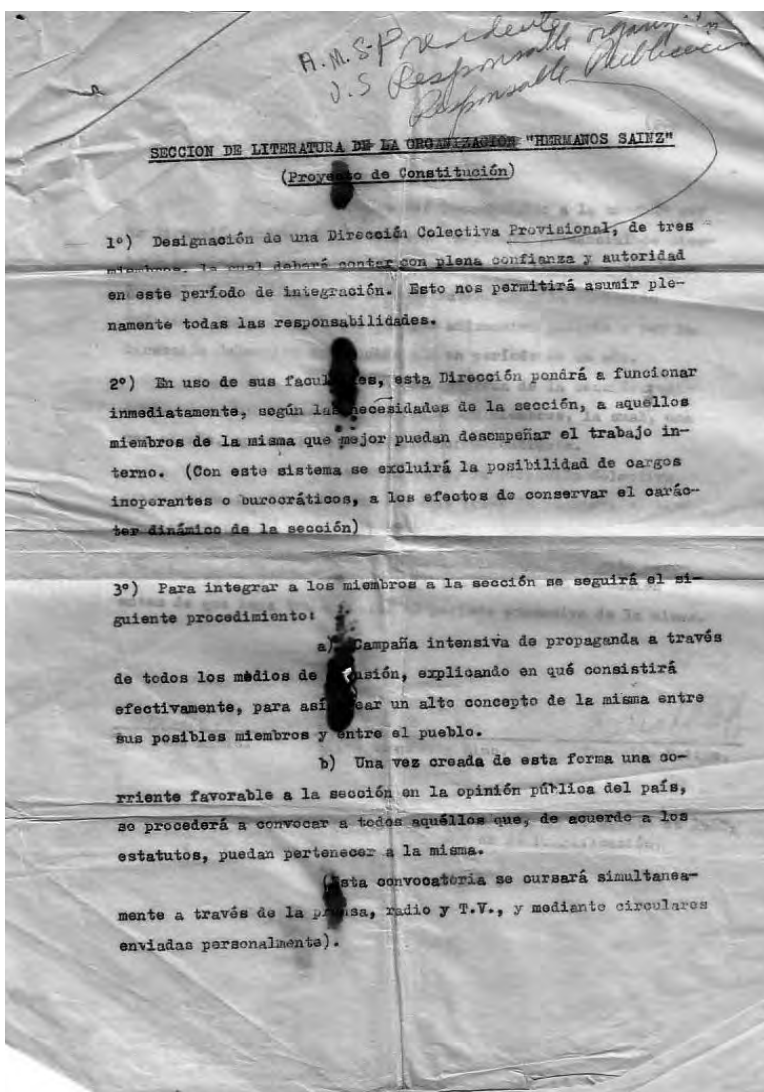 A.M.S-Presidente
J.S Responsable organización
Responsable Publicación
SECCION DE LITERATURA DE LA ORGANIZACION "HERMANOS SAINZ"
(Proyecto de Constitución)
1º) Designación de una Dirección Colectiva Provisional, de tres
miembros, la cual deberá contar con plena confianza y autoridad
en este período de integración. Esto nos permitirá asumir ple-
namente todas las responsabilidades.
2º) En uso de sus facultades, esta Dirección pondrá a funcionar
inmediatamente, según las necesidades de la sección, a aquéllos
miembros de la misma que mejor puedan desempeñar el trabajo in-
terno. (Con este sistema se excluirá la posibilidad de cargos
inoperantes o burocráticos, a los efectos de conservar el carác-
ter dinámico de la sección)
3º) Para integrar a los miembros a la sección se seguirá el si-
guiente procedimiento:
a) Campaña intensiva de propaganda a través
de todos los médios de difusión, explicando en qué consistirá
efectivamente, para así crear un alto concepto de la misma entre
sus posibles miembros y entre el pueblo.
b) Una vez creada de esta forma una co-
rriente favorable a la sección en la opinión pública del país,
se procederá a convocar a todos aquéllos que, de acuerdo a los
estatutos, puedan pertenecer a la misma.
(Esta convocatoria se cursará simultanea-
mente a través de la prensa, radio y T.V., y mediante circulares
enviadas personalmente).